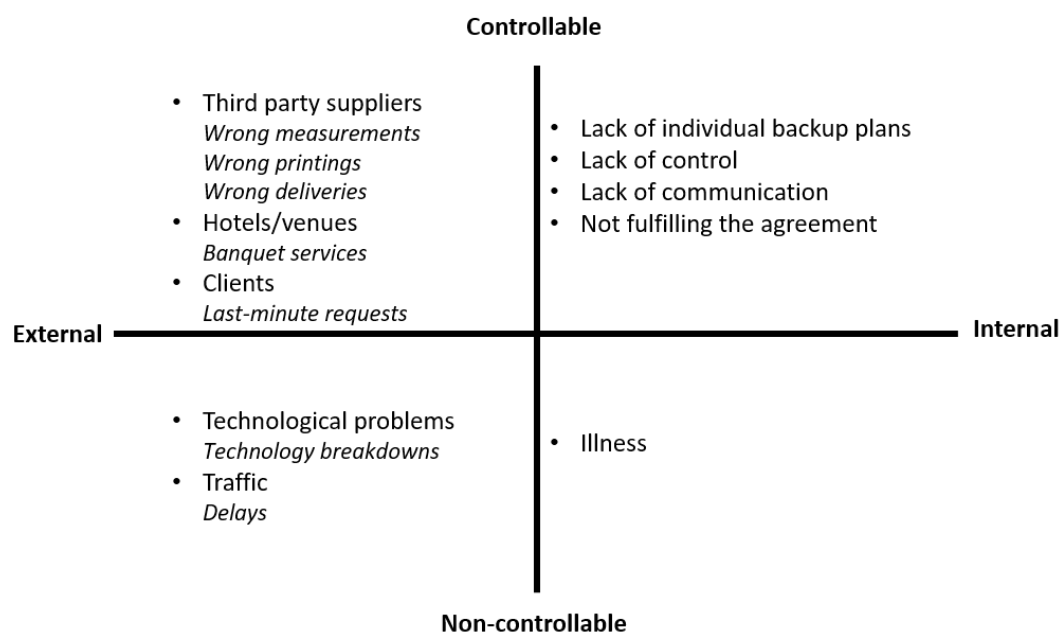 Controllable
• Third party suppliers
Wrong measurements
Wrong printings
Wrong deliveries
• Hotels/venues
Banquet services
• Clients
Last-minute requests
• Lack of individual backup plans
• Lack of control
• Lack of communication
• Not fulfilling the agreement
External
Internal
• Technological problems
Technology breakdowns
• Traffic
Delays
• Illness
Non-controllable